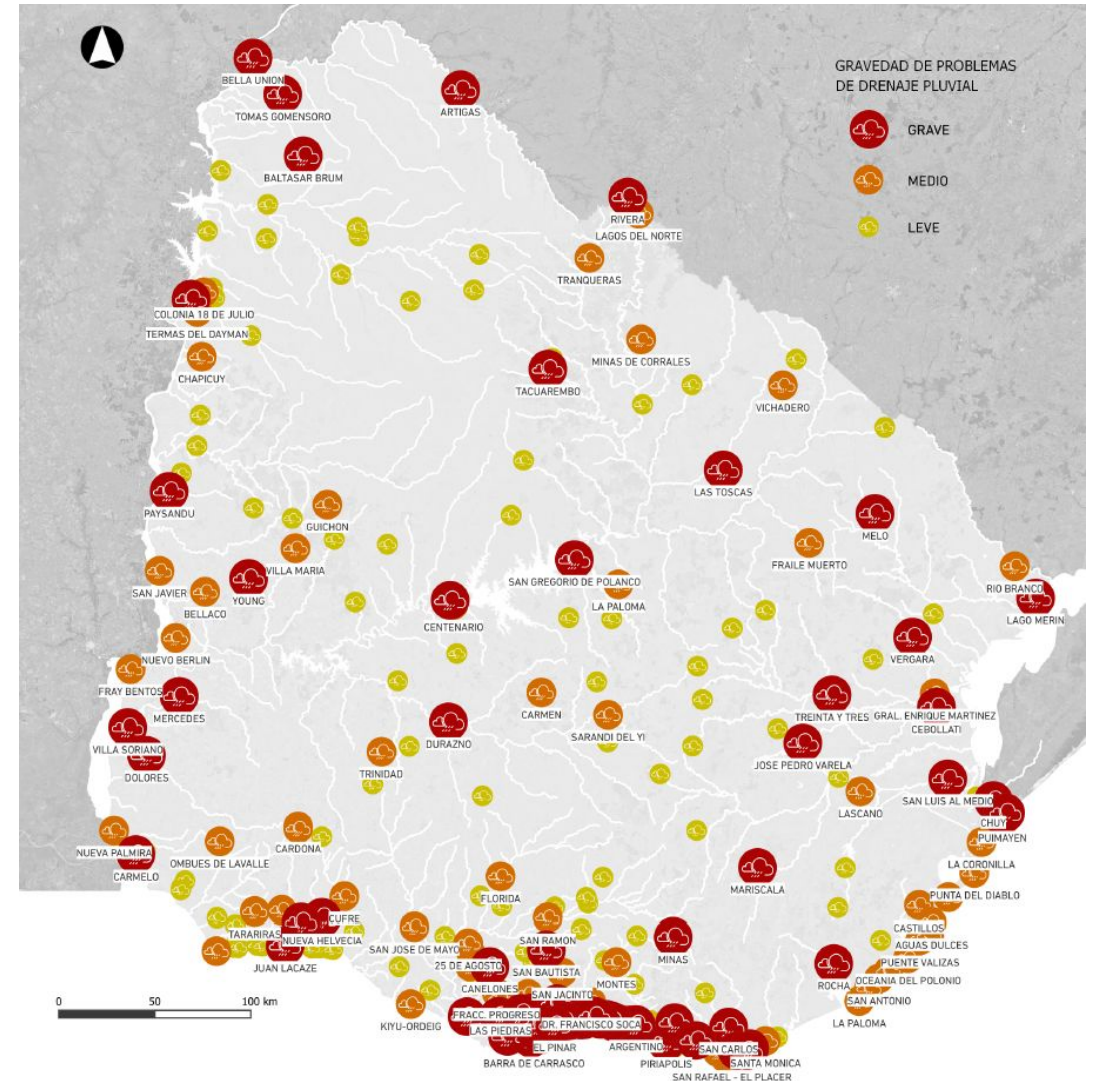 GRAVEDAD DE PROBLEMAS
DE DRENAJE PLUVIAL
GRAVE
MEDIO
LEVE
BELLA UNION
TOMAS GOMENSORO
ARTIGAS
BALTASAR BRUM
RIVERA
LAGOS DEL NORTE
TRANQUERAS
COLONIA 18 DE JULIO
TERMAS DEL DAYMAN
CHAPICUY
MINAS DE CORRALES
TACUAREMBO
VICHADERO
LAS TOSCAS
PAYSANDU
GUICHON
MELO
VILLA MARIA
FRAILE MUERTO
SAN JAVIER
BELLACO
YOUNG
SAN GREGORIO DE POLANCO
LA PALOMA
RIO BRANCO
LAGO MERIN
CENTENARIO
NUEVO BERLIN
VERGARA
FRAY BENTOS
MERCEDES
CARMEN
TREINTA Y TRES
GRAL. ENRIQUE MARTINEZ
CEBOLLATI
VILLA SORIANO
DOLORES
DURAZNO
SARANDI DEL YI
TRINIDAD
JOSE PEDRO VARELA
LASCANO
SAN LUIS AL MEDIO
CHUY
PUIMAYEN
NUEVA PALMIRA
CARMELO
OMBUES DE LAVALLE
CARDONA
LA CORONILLA
MARISCALA
FLORIDA
PUNTA DEL DIABLO
CUFRE
TARARIRAS
NUEVA HELVECIA
CASTILLOS
AGUAS DULCES
SAN JOSE DE MAYO
SAN RAMON
MINAS
JUAN LACAZE
25 DE AGOSTO
SAN BAUTISTA
PUENTE VALIZAS
OCEANIA DEL POLONIO
CANELONES
MONTES
ROCHA
SAN JACINTO
SAN ANTONIO
LA PALOMA
0 50 100 km
KIYU-ORDEIG
FRACC. PROGRESO
LAS PIEDRAS
DR. FRANCISCO SOCA
EL PINAR
ARGENTINO
SAN CARLOS
BARRA DE CARRASCO
PIRIAPOLIS
SANTA MONICA
SAN RAFAEL - EL PLACER